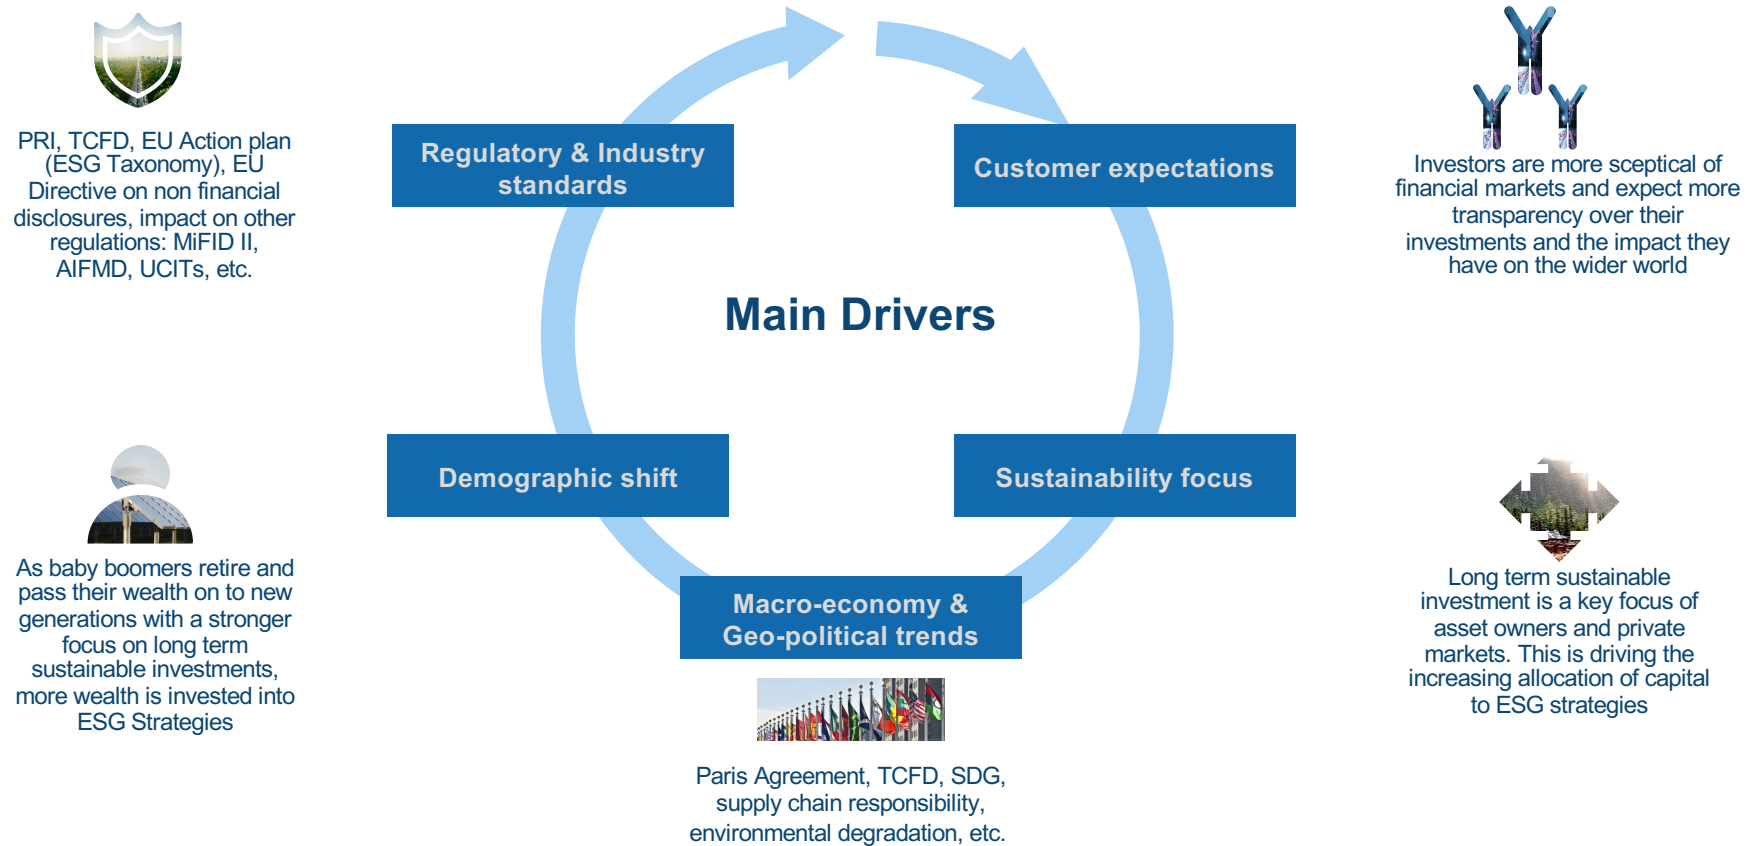 PRI, TCFD, EU Action plan
(ESG Taxonomy), EU
Directive on non financial
disclosures, impact on other
regulations: MiFID II,
AIFMD, UCITs, etc.
Regulatory & Industry
standards
Customer expectations
Investors are more sceptical of
financial markets and expect more
transparency over their
investments and the impact they
have on the wider world
Main Drivers
Demographic shift
Sustainability focus
As baby boomers retire and
pass their wealth on to new
generations with a stronger
focus on long term
sustainable investments,
more wealth is invested into
ESG Strategies
Macro-economy &
Geo-political trends
Paris Agreement, TCFD, SDG,
supply chain responsibility,
environmental degradation, etc.
Long term sustainable
investment is a key focus of
asset owners and private
markets. This is driving the
increasing allocation of capital
to ESG strategies